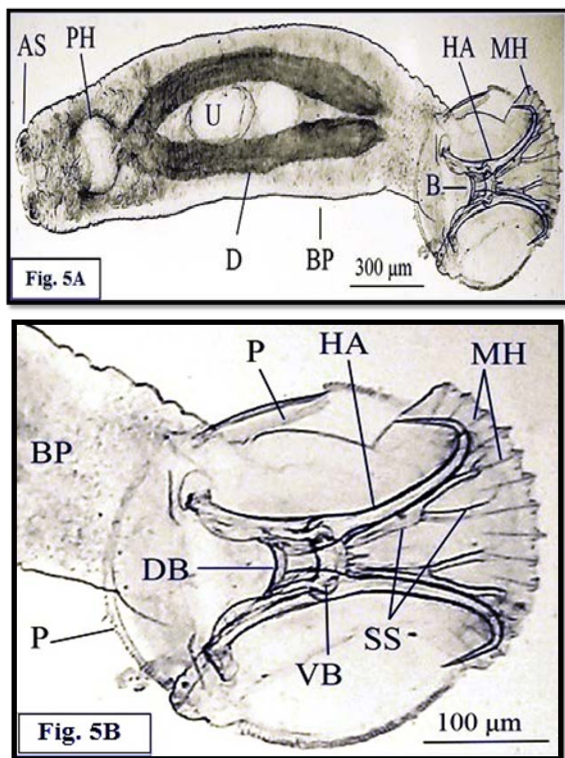 AS PH HA MH
U
B
D BP 300 μm
Fig. 5A
P HA MH
BP
DB
P VB SS
Fig. 5B 100 μm